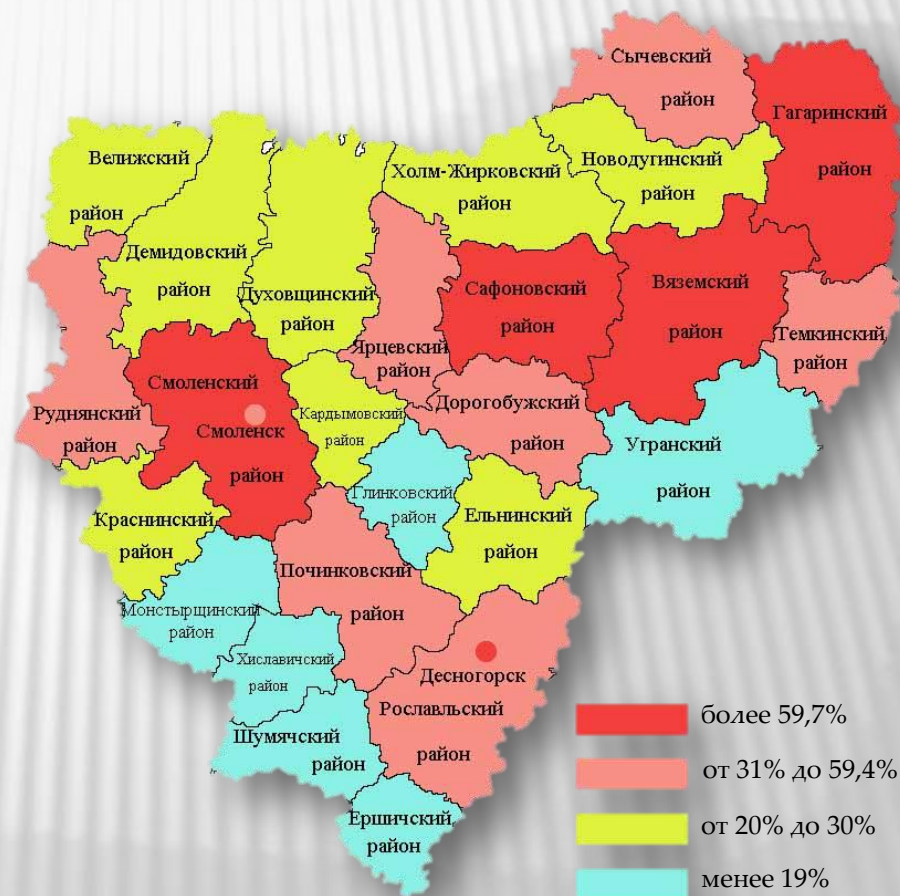 Сычевский
район
Гагаринский
район
Велижский
район
Холм-Жирковский
район
Новодугинский
район
Демидовский
район
Духовщинский
район
Сафоновский
район
Вяземский
район
Ярцевский
район
Темкинский
район
Смоленский
Смоленск
район
Руднянский
район
Кардымовский
район
Дорогобужский
район
Угранский
район
Глинковский
район
Ельнинский
район
Краснинский
район
Починковский
район
Монстырщинский
район
Хиславичский
район
Десногорск
Рославльский
район
Шумячский
район
Ершичский
район
более 59,7%
от 31% до 59,4%
от 20% до 30%
менее 19%